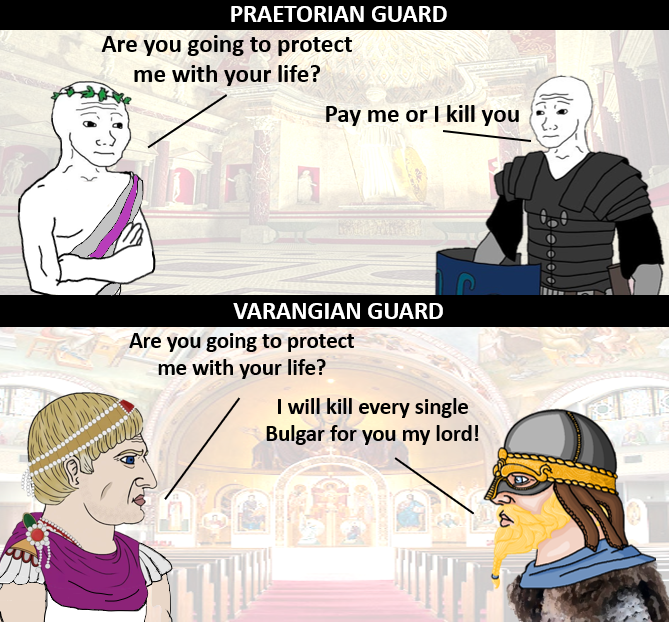 PRAETORIAN GUARD
Are you going to protect
me with your life?
Pay me or I kill you
VARANGIAN GUARD
Are you going to protect
me with your life?
I will kill every single
Bulgar for you my lord!